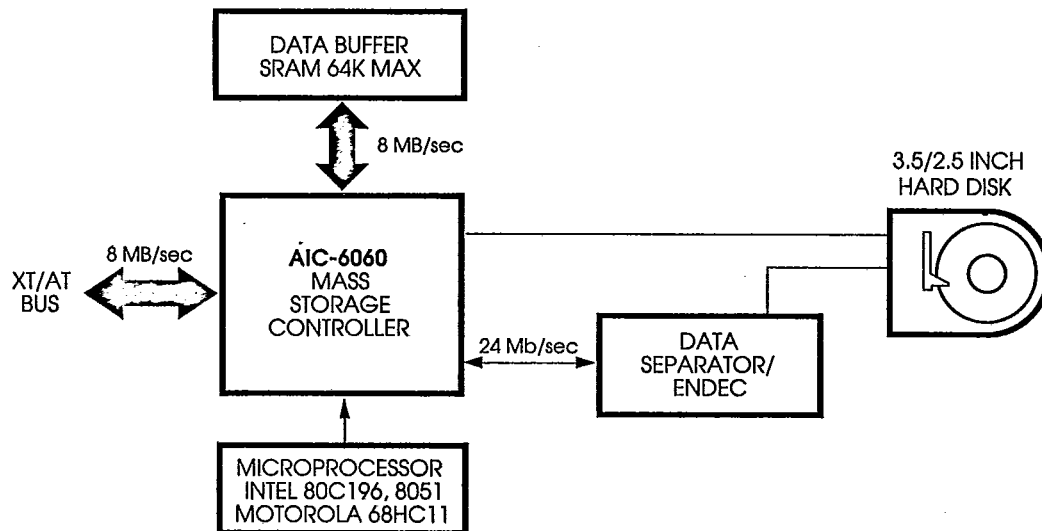 DATA BUFFER
SRAM 64K MAX
8 MB/sec
3.5/2.5 INCH
HARD DISK
8 MB/sec
XT/AT
BUS
AIC-6060
MASS
STORAGE
CONTROLLER
24 Mb/sec
DATA
SEPARATOR/
ENDEC
MICROPROCESSOR
INTEL 80C196, 8051
MOTOROLA 68HC11